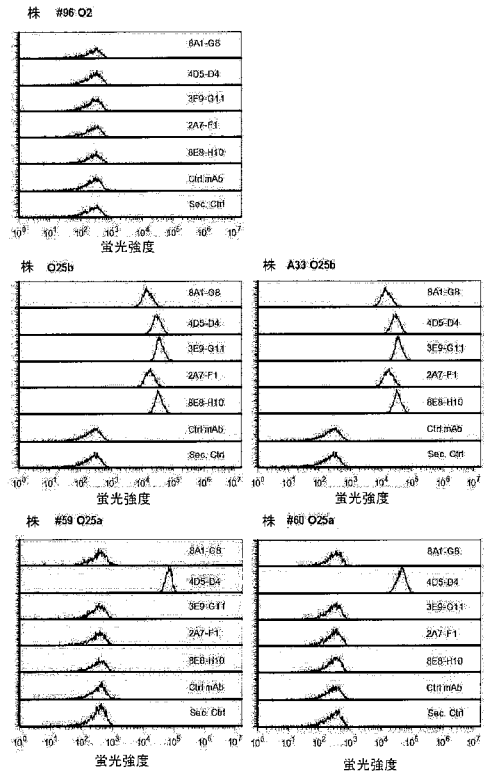 株 #96 O2
8A1-G8
4D5-D4
3E9-G11
2A7-F1
8E8-H10
Ctrl mAb
Sec. Ctrl
10⁰ 10¹ 10² 10³ 10⁴ 10⁵ 10⁶ 10⁷
蛍光強度
株 O25b
8A1-G8
4D5-D4
3E9-G11
2A7-F1
8E8-H10
Ctrl mAb
Sec. Ctrl
10⁰ 10¹ 10² 10³ 10⁴ 10⁵ 10⁶ 10⁷
蛍光強度
株 A33 O25b
8A1-G8
4D5-D4
3E9-G11
2A7-F1
8E8-H10
Ctrl mAb
Sec. Ctrl
10⁰ 10¹ 10² 10³ 10⁴ 10⁵ 10⁶ 10⁷
蛍光強度
株 #59 O25a
8A1-G8
4D5-D4
3E9-G11
2A7-F1
8E8-H10
Ctrl mAb
Sec. Ctrl
10⁰ 10¹ 10² 10³ 10⁴ 10⁵ 10⁶ 10⁷
蛍光強度
株 #60 O25a
8A1-G8
4D5-D4
3E9-G11
2A7-F1
8E8-H10
Ctrl mAb
Sec. Ctrl
10⁰ 10¹ 10² 10³ 10⁴ 10⁵ 10⁶ 10⁷
蛍光強度